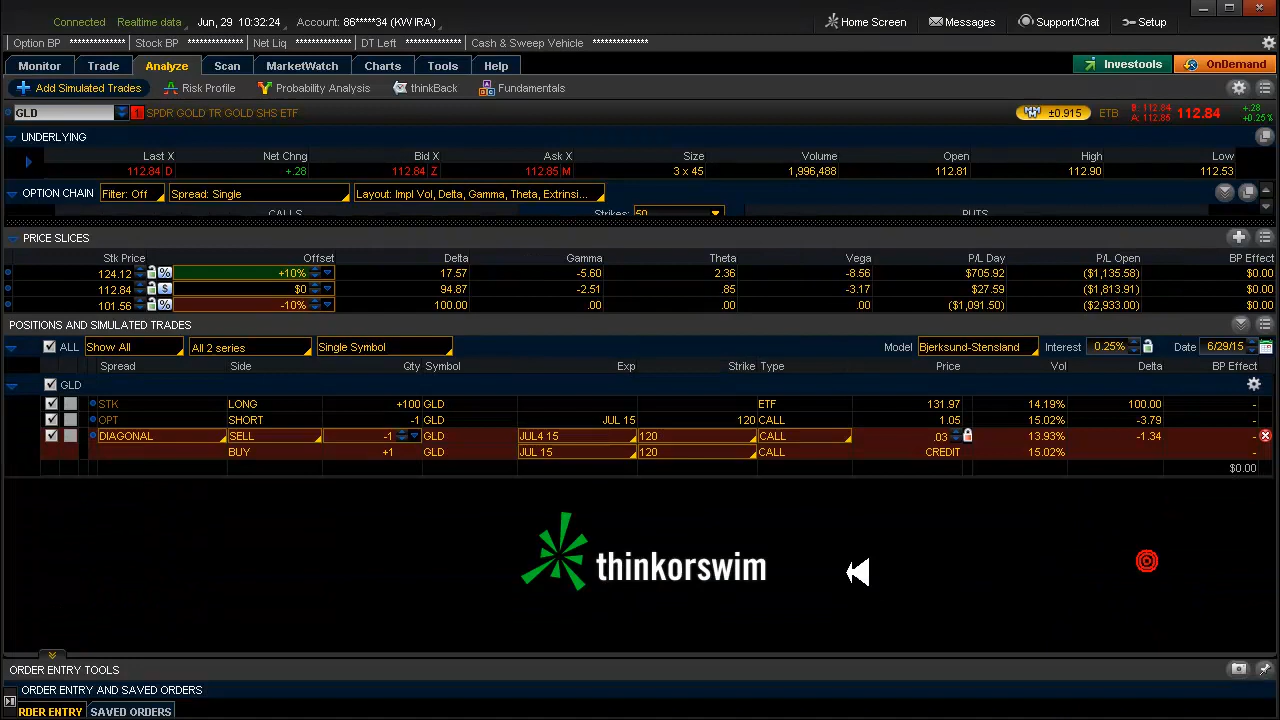 Connected Realtime data Jun, 29 10:32:24 Account: 86*****34 (KW IRA) Home Screen Messages Support/Chat Setup
Option BP ************* Stock BP ************* Net Liq ************* DT Left ************* Cash & Sweep Vehicle *************
Monitor Trade Analyze Scan MarketWatch Charts Tools Help Investools OnDemand
Add Simulated Trades Risk Profile Probability Analysis thinkBack Fundamentals
GLD 1 SPDR GOLD TR GOLD SHS ETF ±0.915 ETB B: 112.84 A: 112.85 112.84 +.28 +0.25%
UNDERLYING
Last X Net Chng Bid X Ask X Size Volume Open High Low
112.84 D +.28 112.84 Z 112.85 M 3 x 45 1,996,488 112.81 112.90 112.53
OPTION CHAIN Filter: Off Spread: Single Layout: Impl Vol, Delta, Gamma, Theta, Extrinsi...
CALLS Strikes: 50 PUTS
PRICE SLICES
Stk Price Offset Delta Gamma Theta Vega P/L Day P/L Open BP Effect
124.12 % +10% 17.57 -5.60 2.36 -8.56 $705.92 ($1,135.58) $0.00
112.84 $ $0 94.87 -2.51 .85 -3.17 $27.59 ($1,813.91) $0.00
101.56 % -10% 100.00 .00 .00 .00 ($1,091.50) ($2,933.00) $0.00
POSITIONS AND SIMULATED TRADES
ALL Show All All 2 series Single Symbol Model Bjerksund-Stensland Interest 0.25% Date 6/29/15
Spread Side Qty Symbol Exp Strike Type Price Vol Delta BP Effect
GLD
STK LONG +100 GLD ETF 131.97 14.19% 100.00 -
OPT SHORT -1 GLD JUL 15 120 CALL 1.05 15.02% -3.79 -
DIAGONAL SELL -1 GLD JUL4 15 120 CALL .03 13.93% -1.34 -
BUY +1 GLD JUL 15 120 CALL CREDIT 15.02% -
$0.00
thinkorswim
ORDER ENTRY TOOLS
ORDER ENTRY AND SAVED ORDERS
RDER ENTRY SAVED ORDERS